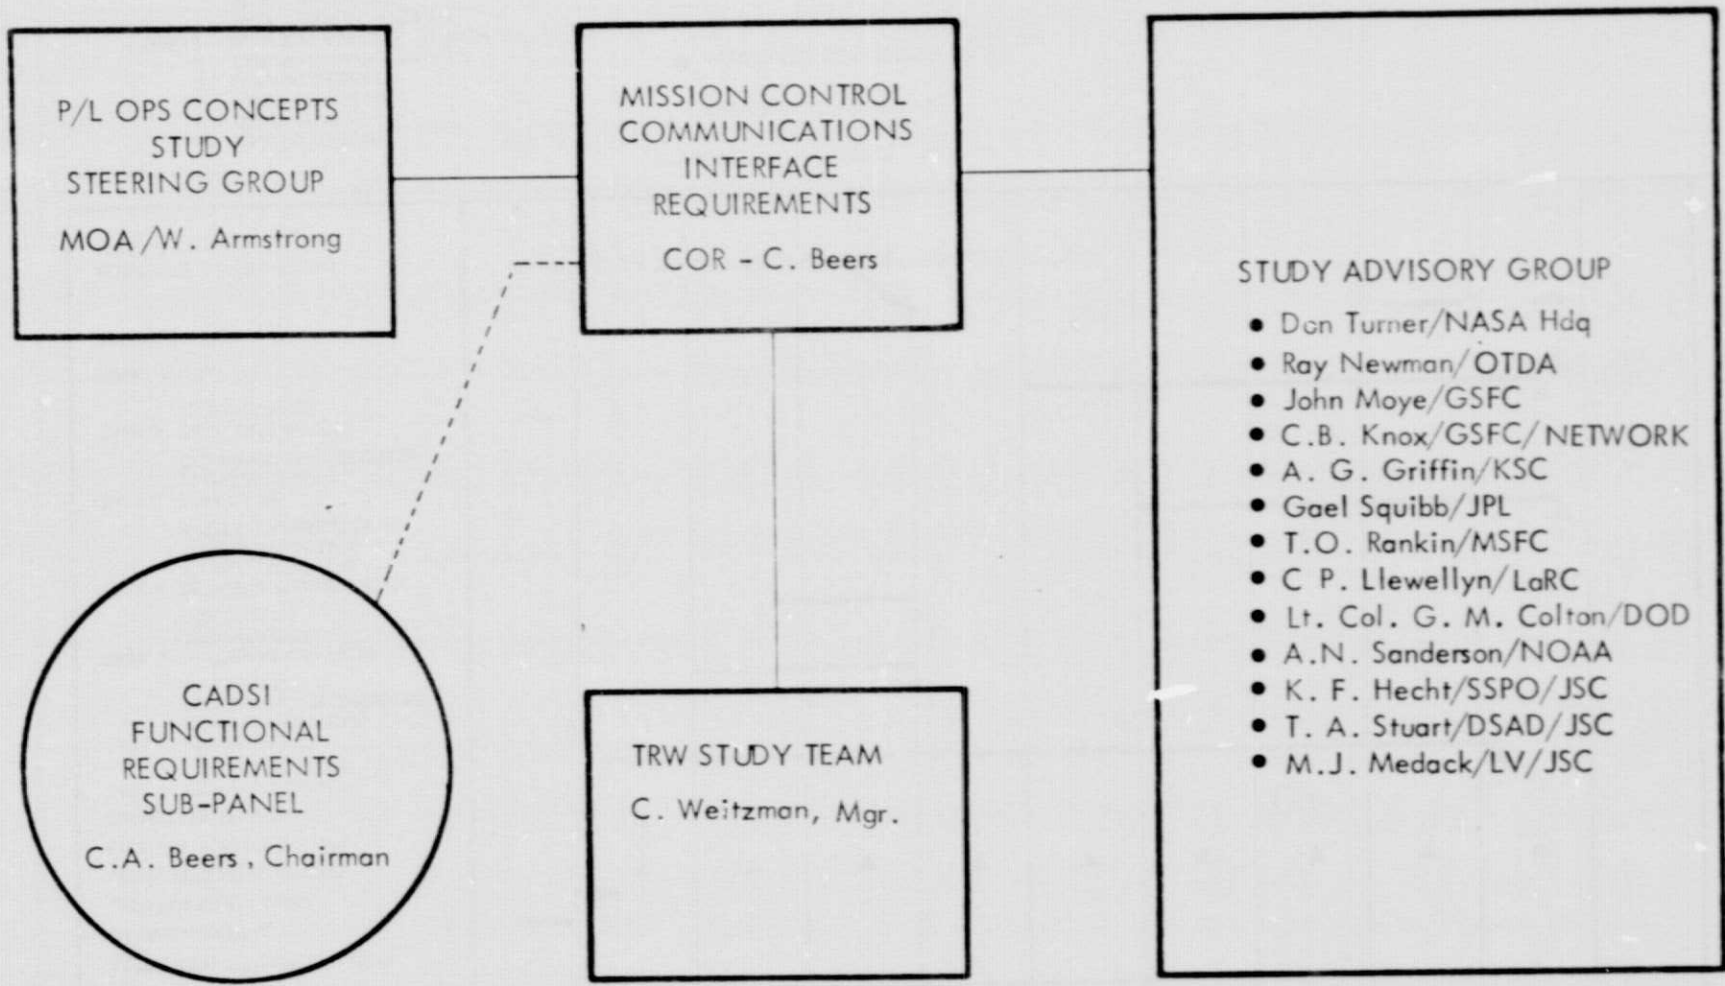 P/L OPS CONCEPTS
STUDY
STEERING GROUP
MOA/W. Armstrong
MISSION CONTROL
COMMUNICATIONS
INTERFACE
REQUIREMENTS
COR - C. Beers
STUDY ADVISORY GROUP
• Don Turner/NASA Hdq
• Ray Newman/OTDA
• John Moye/GSFC
• C.B. Knox/GSFC/NETWORK
• A. G. Griffin/KSC
• Gael Squibb/JPL
• T.O. Rankin/MSFC
• C P. Llewellyn/LaRC
• Lt. Col. G. M. Colton/DOD
• A.N. Sanderson/NOAA
• K. F. Hecht/SSPO/JSC
• T. A. Stuart/DSAD/JSC
• M.J. Medack/LV/JSC
CADSI
FUNCTIONAL
REQUIREMENTS
SUB-PANEL
C.A. Beers, Chairman
TRW STUDY TEAM
C. Weitzman, Mgr.